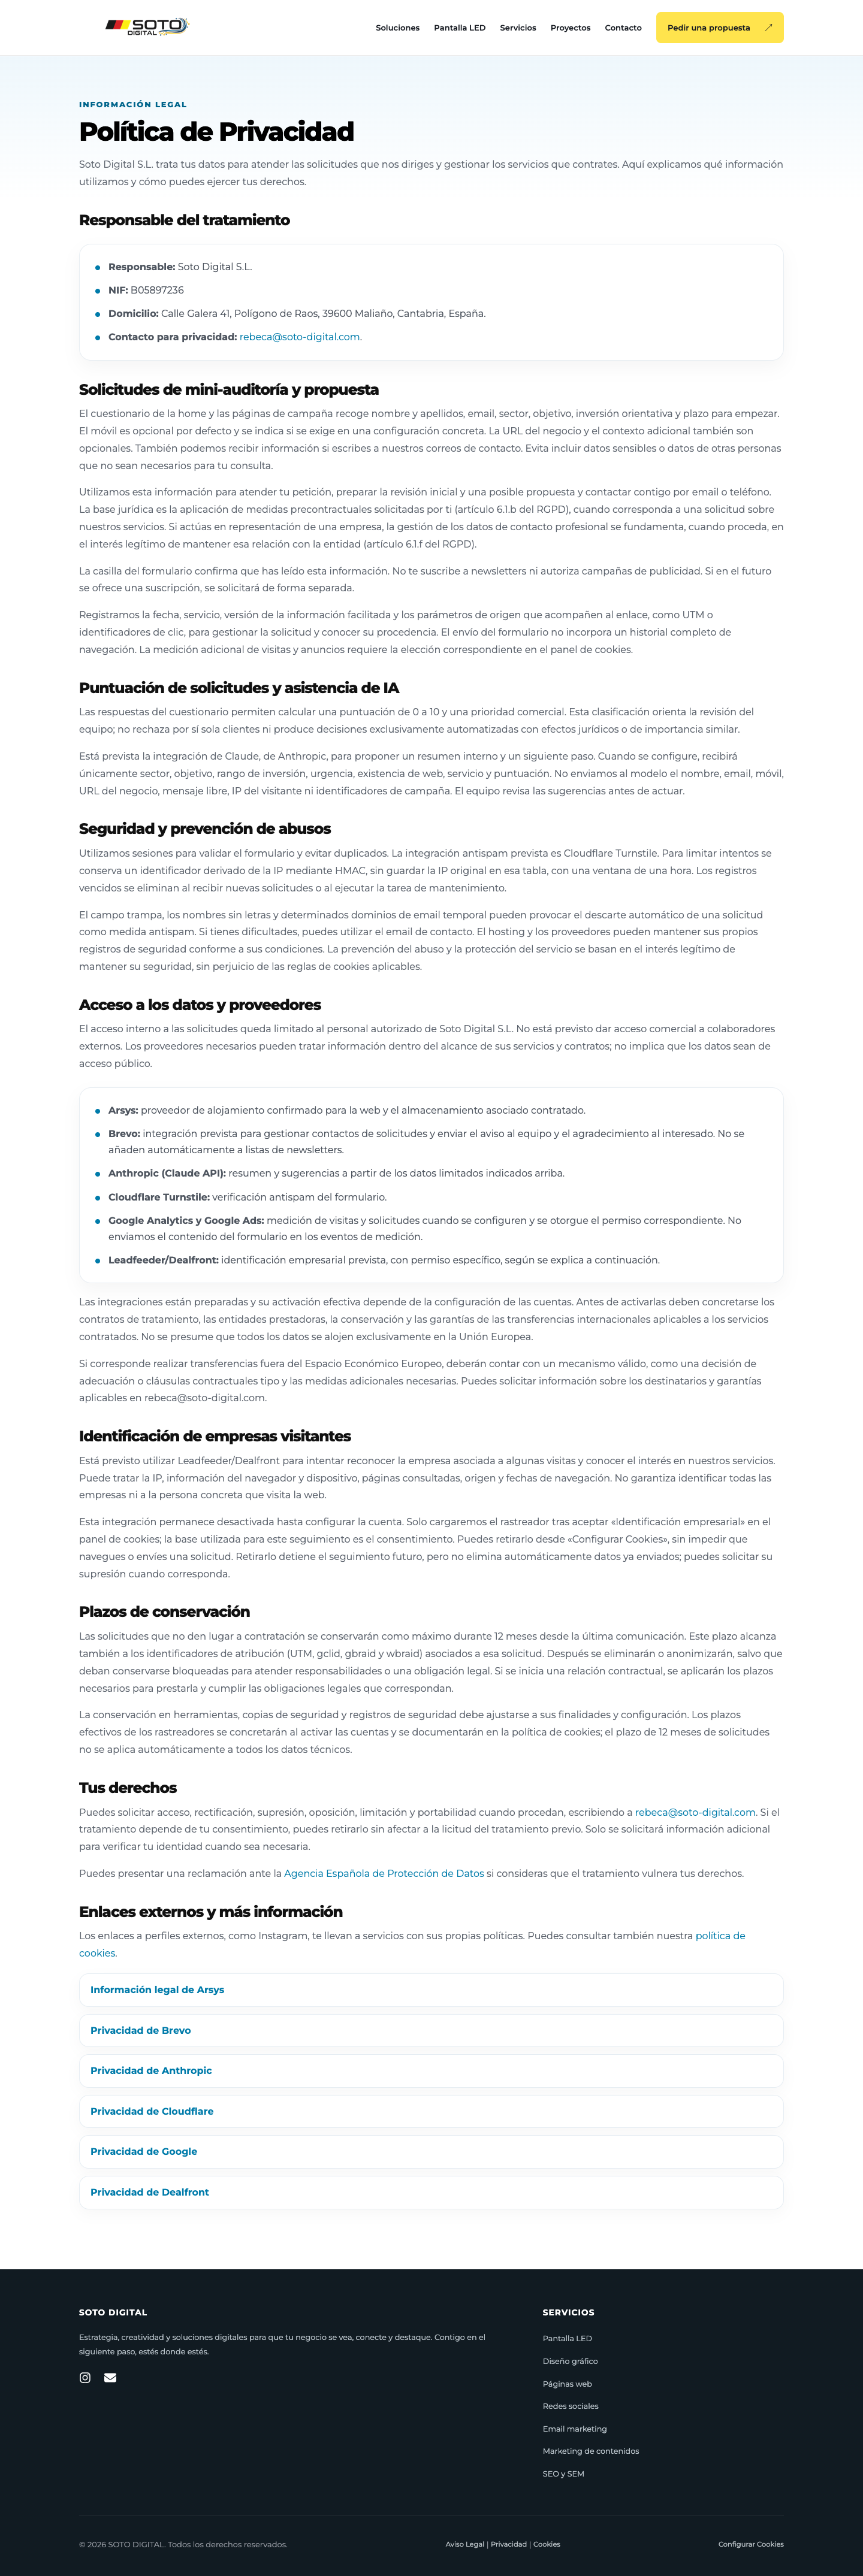 SOTO
DIGITAL
Soluciones
Pantalla LED
Servicios
Proyectos
Contacto
Pedir una propuesta
INFORMACIÓN LEGAL
Política de Privacidad
Soto Digital S.L. trata tus datos para atender las solicitudes que nos diriges y gestionar los servicios que contrates. Aquí explicamos qué información
utilizamos y cómo puedes ejercer tus derechos.
Responsable del tratamiento
Responsable: Soto Digital S.L.
NIF: B05897236
Domicilio: Calle Galera 41, Polígono de Raos, 39600 Maliaño, Cantabria, España.
Contacto para privacidad: rebeca@soto-digital.com.
Solicitudes de mini-auditoría y propuesta
El cuestionario de la home y las páginas de campaña recoge nombre y apellidos, email, sector, objetivo, inversión orientativa y plazo para empezar.
El móvil es opcional por defecto y se indica si se exige en una configuración concreta. La URL del negocio y el contexto adicional también son
opcionales. También podemos recibir información si escribes a nuestros correos de contacto. Evita incluir datos sensibles o datos de otras personas
que no sean necesarios para tu consulta.
Utilizamos esta información para atender tu petición, preparar la revisión inicial y una posible propuesta y contactar contigo por email o teléfono.
La base jurídica es la aplicación de medidas precontractuales solicitadas por ti (artículo 6.1.b del RGPD), cuando corresponda a una solicitud sobre
nuestros servicios. Si actúas en representación de una empresa, la gestión de los datos de contacto profesional se fundamenta, cuando proceda, en
el interés legítimo de mantener esa relación con la entidad (artículo 6.1.f del RGPD).
La casilla del formulario confirma que has leído esta información. No te suscribe a newsletters ni autoriza campañas de publicidad. Si en el futuro
se ofrece una suscripción, se solicitará de forma separada.
Registramos la fecha, servicio, versión de la información facilitada y los parámetros de origen que acompañen al enlace, como UTM o
identificadores de clic, para gestionar la solicitud y conocer su procedencia. El envío del formulario no incorpora un historial completo de
navegación. La medición adicional de visitas y anuncios requiere la elección correspondiente en el panel de cookies.
Puntuación de solicitudes y asistencia de IA
Las respuestas del cuestionario permiten calcular una puntuación de 0 a 10 y una prioridad comercial. Esta clasificación orienta la revisión del
equipo; no rechaza por sí sola clientes ni produce decisiones exclusivamente automatizadas con efectos jurídicos o de importancia similar.
Está prevista la integración de Claude, de Anthropic, para proponer un resumen interno y un siguiente paso. Cuando se configure, recibirá
únicamente sector, objetivo, rango de inversión, urgencia, existencia de web, servicio y puntuación. No enviamos al modelo el nombre, email, móvil,
URL del negocio, mensaje libre, IP del visitante ni identificadores de campaña. El equipo revisa las sugerencias antes de actuar.
Seguridad y prevención de abusos
Utilizamos sesiones para validar el formulario y evitar duplicados. La integración antispam prevista es Cloudflare Turnstile. Para limitar intentos se
conserva un identificador derivado de la IP mediante HMAC, sin guardar la IP original en esa tabla, con una ventana de una hora. Los registros
vencidos se eliminan al recibir nuevas solicitudes o al ejecutar la tarea de mantenimiento.
El campo trampa, los nombres sin letras y determinados dominios de email temporal pueden provocar el descarte automático de una solicitud
como medida antispam. Si tienes dificultades, puedes utilizar el email de contacto. El hosting y los proveedores pueden mantener sus propios
registros de seguridad conforme a sus condiciones. La prevención del abuso y la protección del servicio se basan en el interés legítimo de
mantener su seguridad, sin perjuicio de las reglas de cookies aplicables.
Acceso a los datos y proveedores
El acceso interno a las solicitudes queda limitado al personal autorizado de Soto Digital S.L. No está previsto dar acceso comercial a colaboradores
externos. Los proveedores necesarios pueden tratar información dentro del alcance de sus servicios y contratos; no implica que los datos sean de
acceso público.
Arsys: proveedor de alojamiento confirmado para la web y el almacenamiento asociado contratado.
Brevo: integración prevista para gestionar contactos de solicitudes y enviar el aviso al equipo y el agradecimiento al interesado. No se
añaden automáticamente a listas de newsletters.
Anthropic (Claude API): resumen y sugerencias a partir de los datos limitados indicados arriba.
Cloudflare Turnstile: verificación antispam del formulario.
Google Analytics y Google Ads: medición de visitas y solicitudes cuando se configuren y se otorgue el permiso correspondiente. No
enviamos el contenido del formulario en los eventos de medición.
Leadfeeder/Dealfront: identificación empresarial prevista, con permiso específico, según se explica a continuación.
Las integraciones están preparadas y su activación efectiva depende de la configuración de las cuentas. Antes de activarlas deben concretarse los
contratos de tratamiento, las entidades prestadoras, la conservación y las garantías de las transferencias internacionales aplicables a los servicios
contratados. No se presume que todos los datos se alojen exclusivamente en la Unión Europea.
Si corresponde realizar transferencias fuera del Espacio Económico Europeo, deberán contar con un mecanismo válido, como una decisión de
adecuación o cláusulas contractuales tipo y las medidas adicionales necesarias. Puedes solicitar información sobre los destinatarios y garantías
aplicables en rebeca@soto-digital.com.
Identificación de empresas visitantes
Está previsto utilizar Leadfeeder/Dealfront para intentar reconocer la empresa asociada a algunas visitas y conocer el interés en nuestros servicios.
Puede tratar la IP, información del navegador y dispositivo, páginas consultadas, origen y fechas de navegación. No garantiza identificar todas las
empresas ni a la persona concreta que visita la web.
Esta integración permanece desactivada hasta configurar la cuenta. Solo cargaremos el rastreador tras aceptar «Identificación empresarial» en el
panel de cookies; la base utilizada para este seguimiento es el consentimiento. Puedes retirarlo desde «Configurar Cookies», sin impedir que
navegues o envíes una solicitud. Retirarlo detiene el seguimiento futuro, pero no elimina automáticamente datos ya enviados; puedes solicitar su
supresión cuando corresponda.
Plazos de conservación
Las solicitudes que no den lugar a contratación se conservarán como máximo durante 12 meses desde la última comunicación. Este plazo alcanza
también a los identificadores de atribución (UTM, gclid, gbraid y wbraid) asociados a esa solicitud. Después se eliminarán o anonimizarán, salvo que
deban conservarse bloqueadas para atender responsabilidades o una obligación legal. Si se inicia una relación contractual, se aplicarán los plazos
necesarios para prestarla y cumplir las obligaciones legales que correspondan.
La conservación en herramientas, copias de seguridad y registros de seguridad debe ajustarse a sus finalidades y configuración. Los plazos
efectivos de los rastreadores se concretarán al activar las cuentas y se documentarán en la política de cookies; el plazo de 12 meses de solicitudes
no se aplica automáticamente a todos los datos técnicos.
Tus derechos
Puedes solicitar acceso, rectificación, supresión, oposición, limitación y portabilidad cuando procedan, escribiendo a rebeca@soto-digital.com. Si el
tratamiento depende de tu consentimiento, puedes retirarlo sin afectar a la licitud del tratamiento previo. Solo se solicitará información adicional
para verificar tu identidad cuando sea necesaria.
Puedes presentar una reclamación ante la Agencia Española de Protección de Datos si consideras que el tratamiento vulnera tus derechos.
Enlaces externos y más información
Los enlaces a perfiles externos, como Instagram, te llevan a servicios con sus propias políticas. Puedes consultar también nuestra política de
cookies.
Información legal de Arsys
Privacidad de Brevo
Privacidad de Anthropic
Privacidad de Cloudflare
Privacidad de Google
Privacidad de Dealfront
SOTO DIGITAL
Estrategia, creatividad y soluciones digitales para que tu negocio se vea, conecte y destaque. Contigo en el
siguiente paso, estés donde estés.
SERVICIOS
Pantalla LED
Diseño gráfico
Páginas web
Redes sociales
Email marketing
Marketing de contenidos
SEO y SEM
© 2026 SOTO DIGITAL. Todos los derechos reservados.
Aviso Legal | Privacidad | Cookies
Configurar Cookies